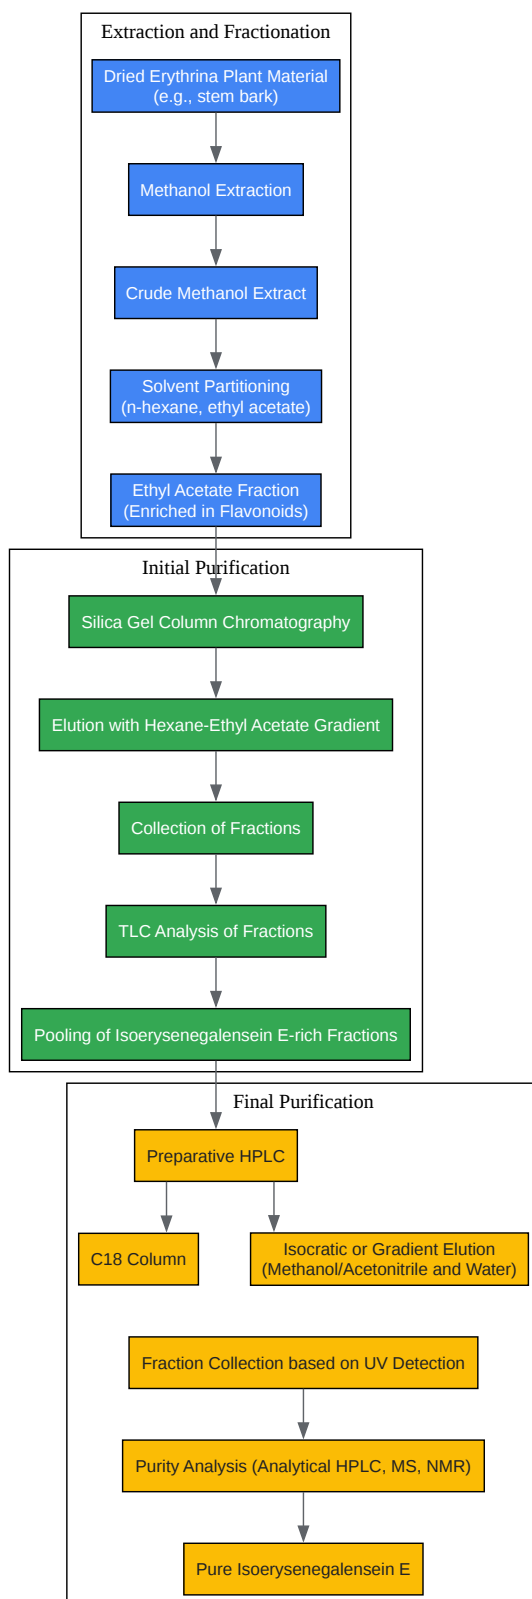 Extraction and Fractionation
Dried Erythrina Plant Material
(e.g., stem bark)
Methanol Extraction
Crude Methanol Extract
Solvent Partitioning
(n-hexane, ethyl acetate)
Ethyl Acetate Fraction
(Enriched in Flavonoids)
Initial Purification
Silica Gel Column Chromatography
Elution with Hexane-Ethyl Acetate Gradient
Collection of Fractions
TLC Analysis of Fractions
Pooling of Isoerysenegalensein E-rich Fractions
Final Purification
Preparative HPLC
C18 Column
Isocratic or Gradient Elution
(Methanol/Acetonitrile and Water)
Fraction Collection based on UV Detection
Purity Analysis (Analytical HPLC, MS, NMR)
Pure Isoerysenegalensein E